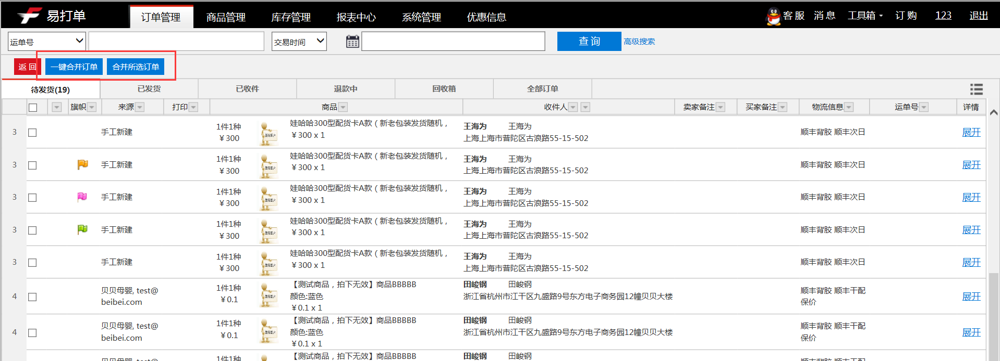 易打单 订单管理 商品管理 库存管理 报表中心 系统管理 优惠信息 客 服 消 息 工具箱 订 购 123 退出
运单号 交易时间 查 询 高级搜索
返 回 一键合并订单 合并所选订单
待发货(19) 已发货 已收件 退款中 回收箱 全部订单
旗帜 来源 打印 商品 收件人 卖家备注 买家备注 物流信息 运单号 详情
3 手工新建 1件1种 ￥300 娃哈哈300型配货卡A款（新老包装发货随机， ￥300 x 1 王海为 王海为 上海上海市普陀区古浪路55-15-502 顺丰背胶 顺丰次日 展开
3 手工新建 1件1种 ￥300 娃哈哈300型配货卡A款（新老包装发货随机， ￥300 x 1 王海为 王海为 上海上海市普陀区古浪路55-15-502 顺丰背胶 顺丰次日 展开
3 手工新建 1件1种 ￥300 娃哈哈300型配货卡A款（新老包装发货随机， ￥300 x 1 王海为 王海为 上海上海市普陀区古浪路55-15-502 顺丰背胶 顺丰次日 展开
3 手工新建 1件1种 ￥300 娃哈哈300型配货卡A款（新老包装发货随机， ￥300 x 1 王海为 王海为 上海上海市普陀区古浪路55-15-502 顺丰背胶 顺丰次日 展开
3 手工新建 1件1种 ￥300 娃哈哈300型配货卡A款（新老包装发货随机， ￥300 x 1 王海为 王海为 上海上海市普陀区古浪路55-15-502 顺丰背胶 顺丰次日 展开
4 贝贝母婴, test@beibei.com 1件1种 ￥0.1 【测试商品，拍下无效】商品BBBBB 颜色:蓝色 ￥0.1 x 1 田峻钢 田峻钢 浙江省杭州市江干区九盛路9号东方电子商务园12幢贝贝大楼 顺丰背胶 顺丰干配 保价 展开
4 贝贝母婴, test@beibei.com 1件1种 ￥0.1 【测试商品，拍下无效】商品BBBBB 颜色:蓝色 ￥0.1 x 1 田峻钢 田峻钢 浙江省杭州市江干区九盛路9号东方电子商务园12幢贝贝大楼 顺丰背胶 顺丰干配 保价 展开
1件1种 【测试商品，拍下无效】商品BBBBB 田峻钢 田峻钢